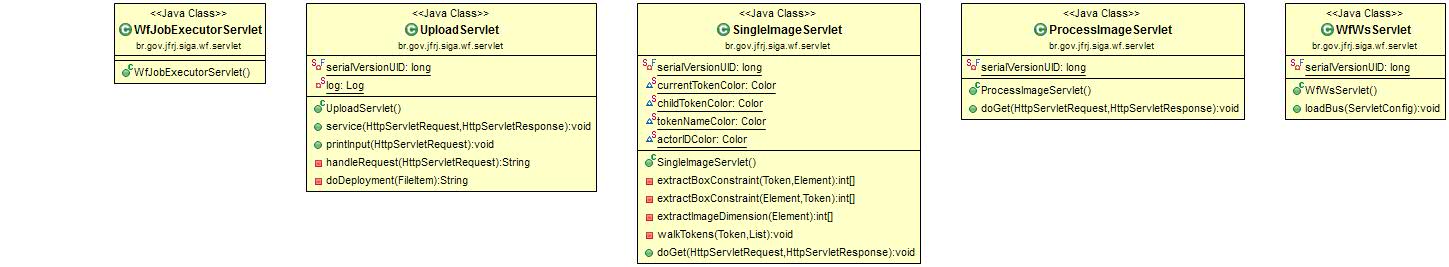 <<Java Class>>
WfJobExecutorServlet
br.gov.jfrj.siga.wf.servlet
WfJobExecutorServlet()
<<Java Class>>
UploadServlet
br.gov.jfrj.siga.wf.servlet
serialVersionUID: long
log: Log
UploadServlet()
service(HttpServletRequest,HttpServletResponse):void
printInput(HttpServletRequest):void
handleRequest(HttpServletRequest):String
doDeployment(FileItem):String
<<Java Class>>
SingleImageServlet
br.gov.jfrj.siga.wf.servlet
serialVersionUID: long
currentTokenColor: Color
childTokenColor: Color
tokenNameColor: Color
actorIDColor: Color
SingleImageServlet()
extractBoxConstraint(Token,Element):int[]
extractBoxConstraint(Element,Token):int[]
extractImageDimension(Element):int[]
walkTokens(Token,List):void
doGet(HttpServletRequest,HttpServletResponse):void
<<Java Class>>
ProcessImageServlet
br.gov.jfrj.siga.wf.servlet
serialVersionUID: long
ProcessImageServlet()
doGet(HttpServletRequest,HttpServletResponse):void
<<Java Class>>
WfWsServlet
br.gov.jfrj.siga.wf.servlet
serialVersionUID: long
WfWsServlet()
loadBus(ServletConfig):void